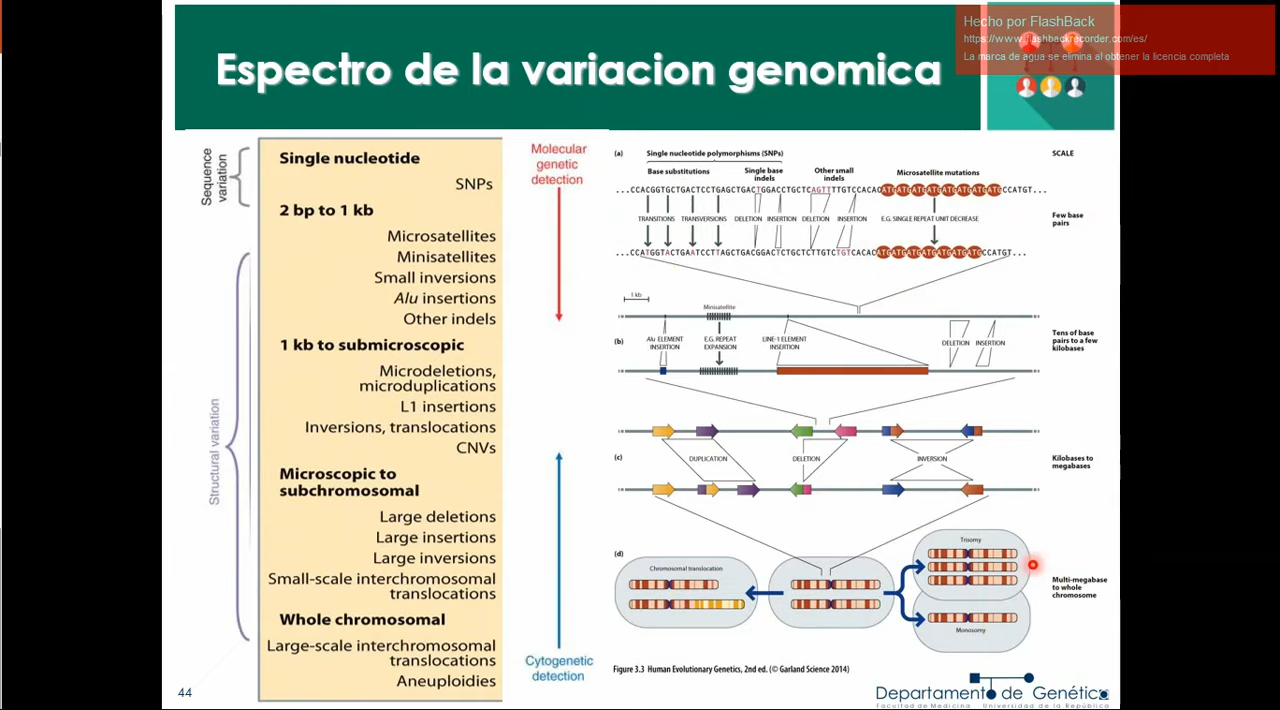 Espectro de la variacion genomica
Hecho por FlashBack
https://www.flashbackrecorder.com/es/
La marca de agua se elimina al obtener la licencia completa
Sequence
variation
Structural variation
Single nucleotide
SNPs
2 bp to 1 kb
Microsatellites
Minisatellites
Small inversions
Alu insertions
Other indels
1 kb to submicroscopic
Microdeletions,
microduplications
L1 insertions
Inversions, translocations
CNVs
Microscopic to
subchromosomal
Large deletions
Large insertions
Large inversions
Small-scale interchromosomal
translocations
Whole chromosomal
Large-scale interchromosomal
translocations
Aneuploidies
Molecular
genetic
detection
Cytogenetic
detection
(a)
Single nucleotide polymorphisms (SNPs)
SCALE
Base substitutions
Single base
indels
Other small
indels
Microsatellite mutations
...CCACGGTGCTGACTCCTGAGCTGACTGGACCTGCTCAGTTTTGTCCACACATGATGATGATGATGATGATGATGCCATGT...
TRANSITIONS TRANSVERSIONS DELETION INSERTION DELETION INSERTION E.G. SINGLE REPEAT UNIT DECREASE
Few base
pairs
...CCATGGTACTGAATCCTTAGCTGACGGACTCTGCTCTTGTCTGTCACACATGATGATGATGATGATGATGCCATGT...
1 kb
Minisatellite
(b)
Alu ELEMENT
INSERTION
E.G. REPEAT
EXPANSION
LINE-1 ELEMENT
INSERTION
DELETION
INSERTION
Tens of base
pairs to a few
kilobases
(c)
DUPLICATION
DELETION
INVERSION
Kilobases to
megabases
(d)
Chromosomal translocation
Trisomy
Monosomy
Multi-megabase
to whole
chromosome
Figure 3.3 Human Evolutionary Genetics, 2nd ed. (© Garland Science 2014)
44
Departamento de Genética
Facultad de Medicina Universidad de la República